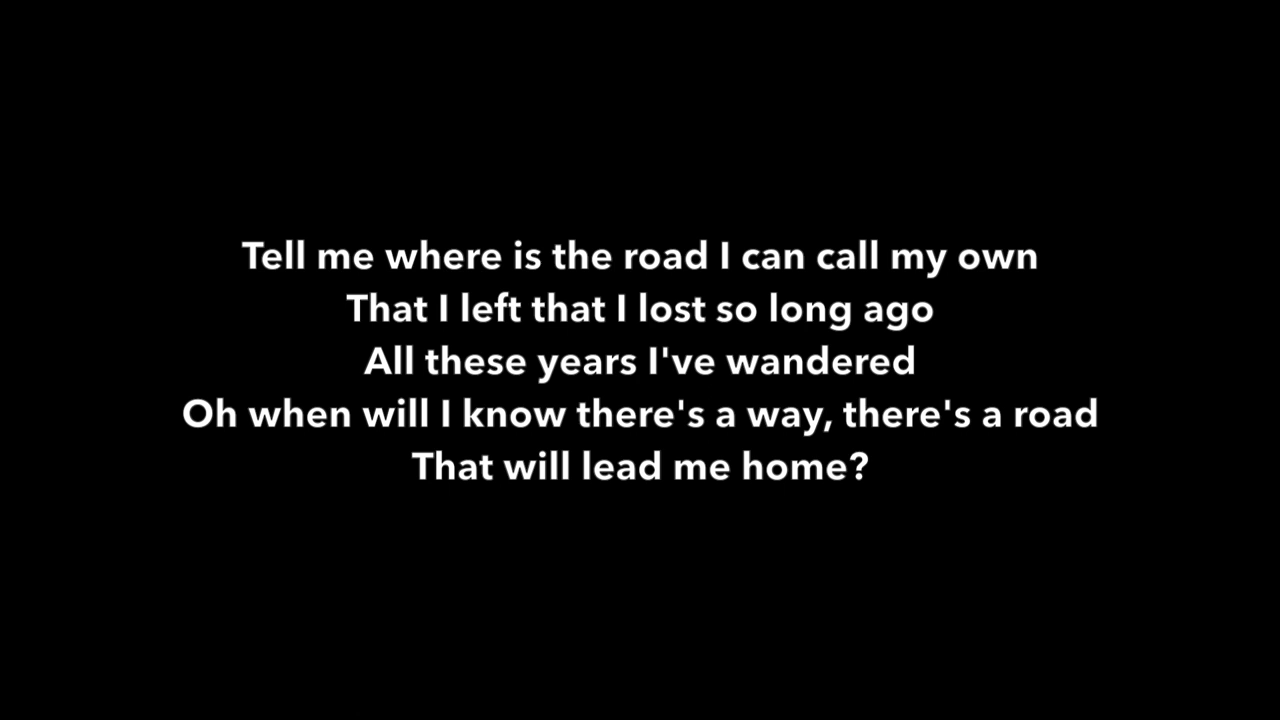 Tell me where is the road I can call my own
That I left that I lost so long ago
All these years I've wandered
Oh when will I know there's a way, there's a road
That will lead me home?